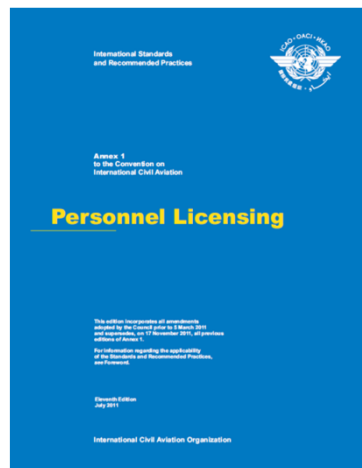 International Standards
and Recommended Practices
ICAO • OACI • ИКАО
Annex 1
to the Convention on
International Civil Aviation
Personnel Licensing
This edition incorporates all amendments
adopted by the Council prior to 5 March 2011
and supersedes, on 17 November 2011, all previous
editions of Annex 1.
For information regarding the applicability
of the Standards and Recommended Practices,
see Foreword.
Eleventh Edition
July 2011
International Civil Aviation Organization